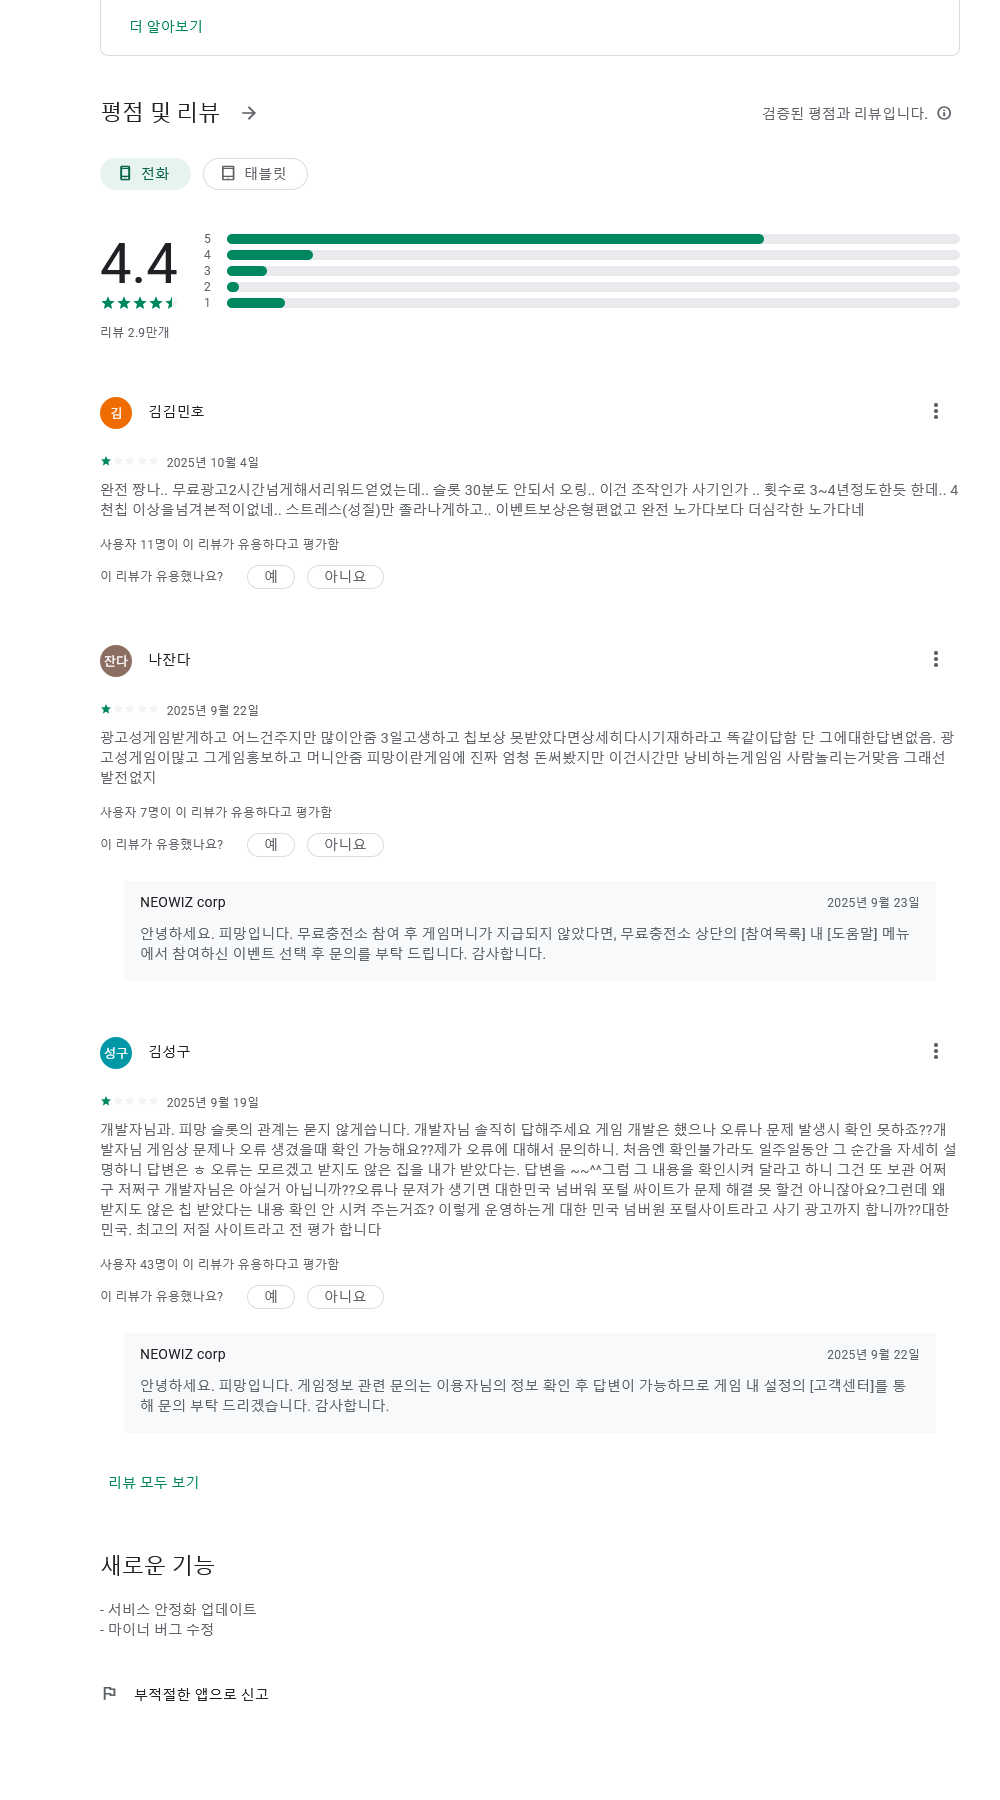 더 알아보기
평점 및 리뷰
검증된 평점과 리뷰입니다.
전화
태블릿
4.4
5
4
3
2
1
리뷰 2.9만개
김
김김민호
2025년 10월 4일
완전 짱나.. 무료광고2시간넘게해서리워드얻었는데.. 슬롯 30분도 안되서 오링.. 이건 조작인가 사기인가 .. 횟수로 3~4년정도한듯 한데.. 4
천칩 이상을넘겨본적이없네.. 스트레스(성질)만 졸라나게하고.. 이벤트보상은형편없고 완전 노가다보다 더심각한 노가다네
사용자 11명이 이 리뷰가 유용하다고 평가함
이 리뷰가 유용했나요?
예
아니요
잔다
나잔다
2025년 9월 22일
광고성게임받게하고 어느건주지만 많이안줌 3일고생하고 칩보상 못받았다면상세히다시기재하라고 똑같이답함 단 그에대한답변없음. 광
고성게임이많고 그게임홍보하고 머니안줌 피망이란게임에 진짜 엄청 돈써봤지만 이건시간만 낭비하는게임임 사람놀리는거맞음 그래선
발전없지
사용자 7명이 이 리뷰가 유용하다고 평가함
이 리뷰가 유용했나요?
예
아니요
NEOWIZ corp
2025년 9월 23일
안녕하세요. 피망입니다. 무료충전소 참여 후 게임머니가 지급되지 않았다면, 무료충전소 상단의 [참여목록] 내 [도움말] 메뉴
에서 참여하신 이벤트 선택 후 문의를 부탁 드립니다. 감사합니다.
성구
김성구
2025년 9월 19일
개발자님과. 피망 슬롯의 관계는 묻지 않게씁니다. 개발자님 솔직히 답해주세요 게임 개발은 했으나 오류나 문제 발생시 확인 못하죠??개
발자님 게임상 문제나 오류 생겼을때 확인 가능해요??제가 오류에 대해서 문의하니. 처음엔 확인불가라도 일주일동안 그 순간을 자세히 설
명하니 답변은 ㅎ 오류는 모르겠고 받지도 않은 집을 내가 받았다는. 답변을 ~~^^그럼 그 내용을 확인시켜 달라고 하니 그건 또 보관 어쩌
구 저쩌구 개발자님은 아실거 아닙니까??오류나 문져가 생기면 대한민국 넘버워 포털 싸이트가 문제 해결 못 할건 아니잖아요?그런데 왜
받지도 않은 칩 받았다는 내용 확인 안 시켜 주는거죠? 이렇게 운영하는게 대한 민국 넘버원 포털사이트라고 사기 광고까지 합니까??대한
민국. 최고의 저질 사이트라고 전 평가 합니다
사용자 43명이 이 리뷰가 유용하다고 평가함
이 리뷰가 유용했나요?
예
아니요
NEOWIZ corp
2025년 9월 22일
안녕하세요. 피망입니다. 게임정보 관련 문의는 이용자님의 정보 확인 후 답변이 가능하므로 게임 내 설정의 [고객센터]를 통
해 문의 부탁 드리겠습니다. 감사합니다.
리뷰 모두 보기
새로운 기능
- 서비스 안정화 업데이트
- 마이너 버그 수정
부적절한 앱으로 신고